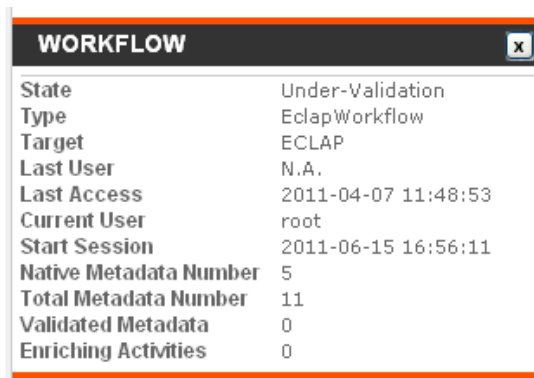 WORKFLOW x
State Under-Validation
Type EclapWorkflow
Target ECLAP
Last User N.A.
Last Access 2011-04-07 11:48:53
Current User root
Start Session 2011-06-15 16:56:11
Native Metadata Number 5
Total Metadata Number 11
Validated Metadata 0
Enriching Activities 0